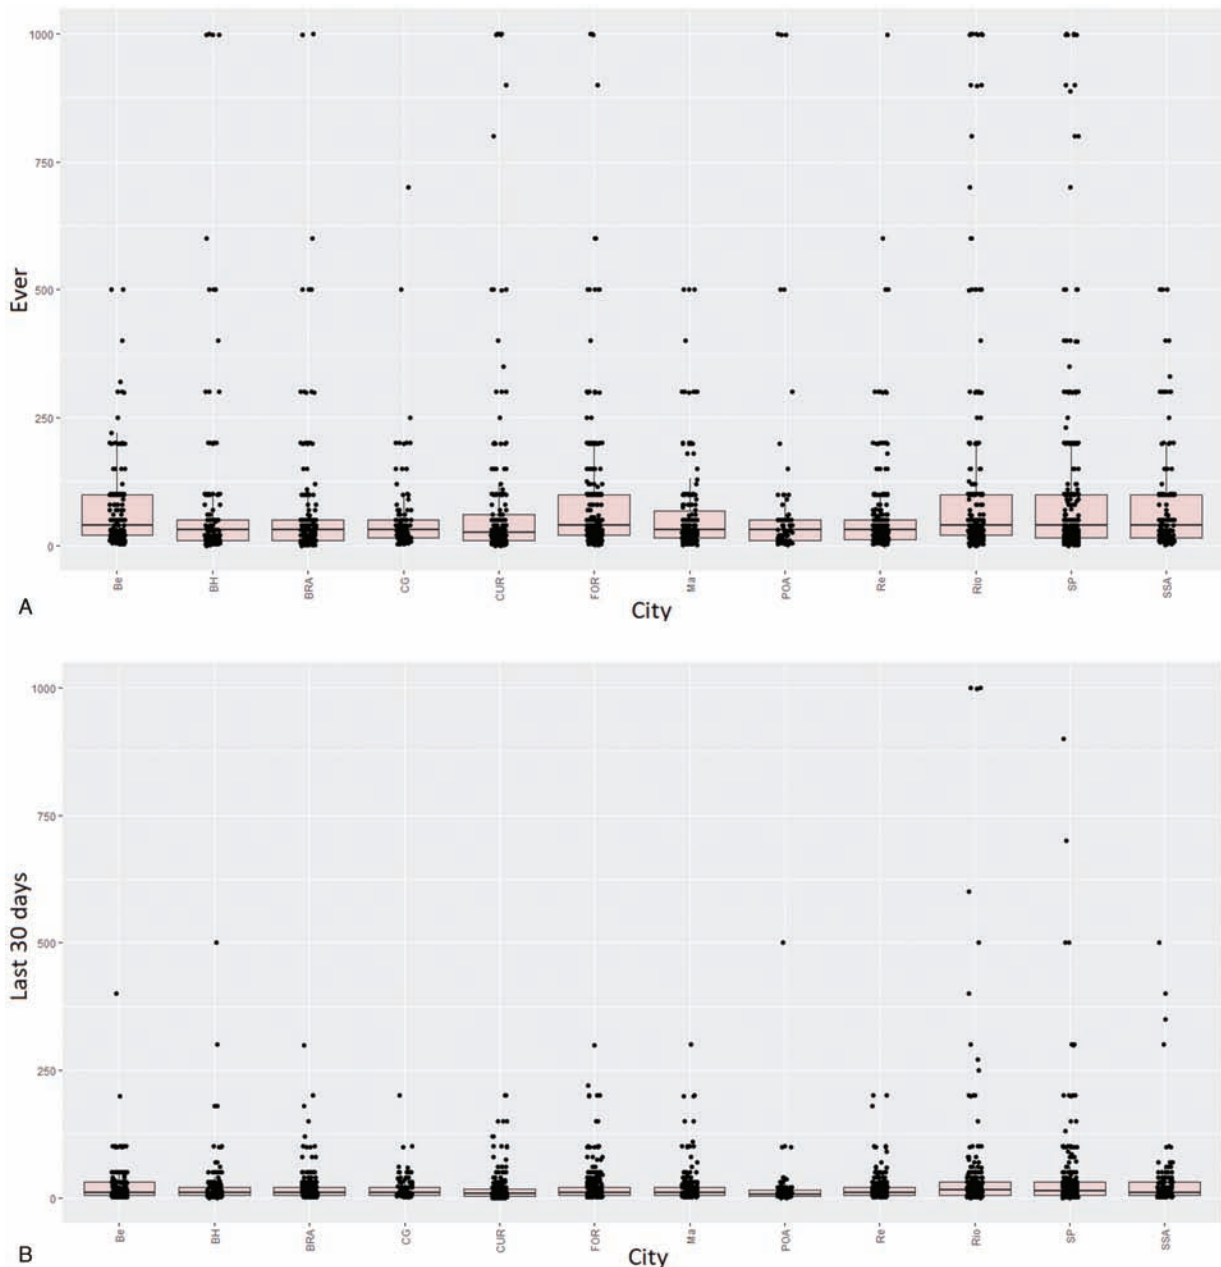 1000
750
500
250
0
Ever
Be
BH
BRA
CG
CUR
FOR
Ma
POA
Re
Rio
SP
SSA
A
City
1000
750
500
250
0
Last 30 days
Be
BH
BRA
CG
CUR
FOR
Ma
POA
Re
Rio
SP
SSA
B
City